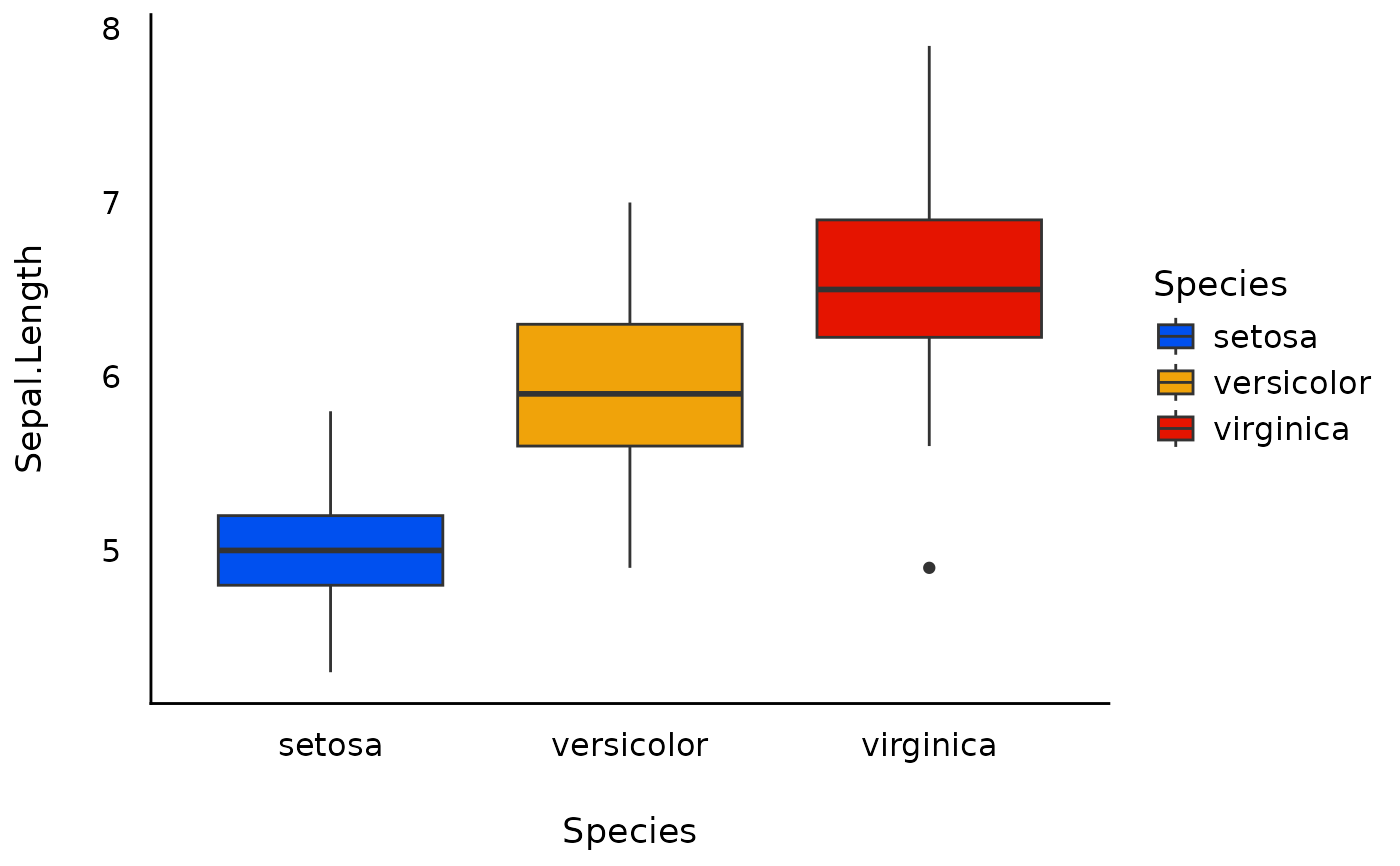 Sepal.Length
8
7
6
5
setosa
versicolor
virginica
Species
Species
setosa
versicolor
virginica